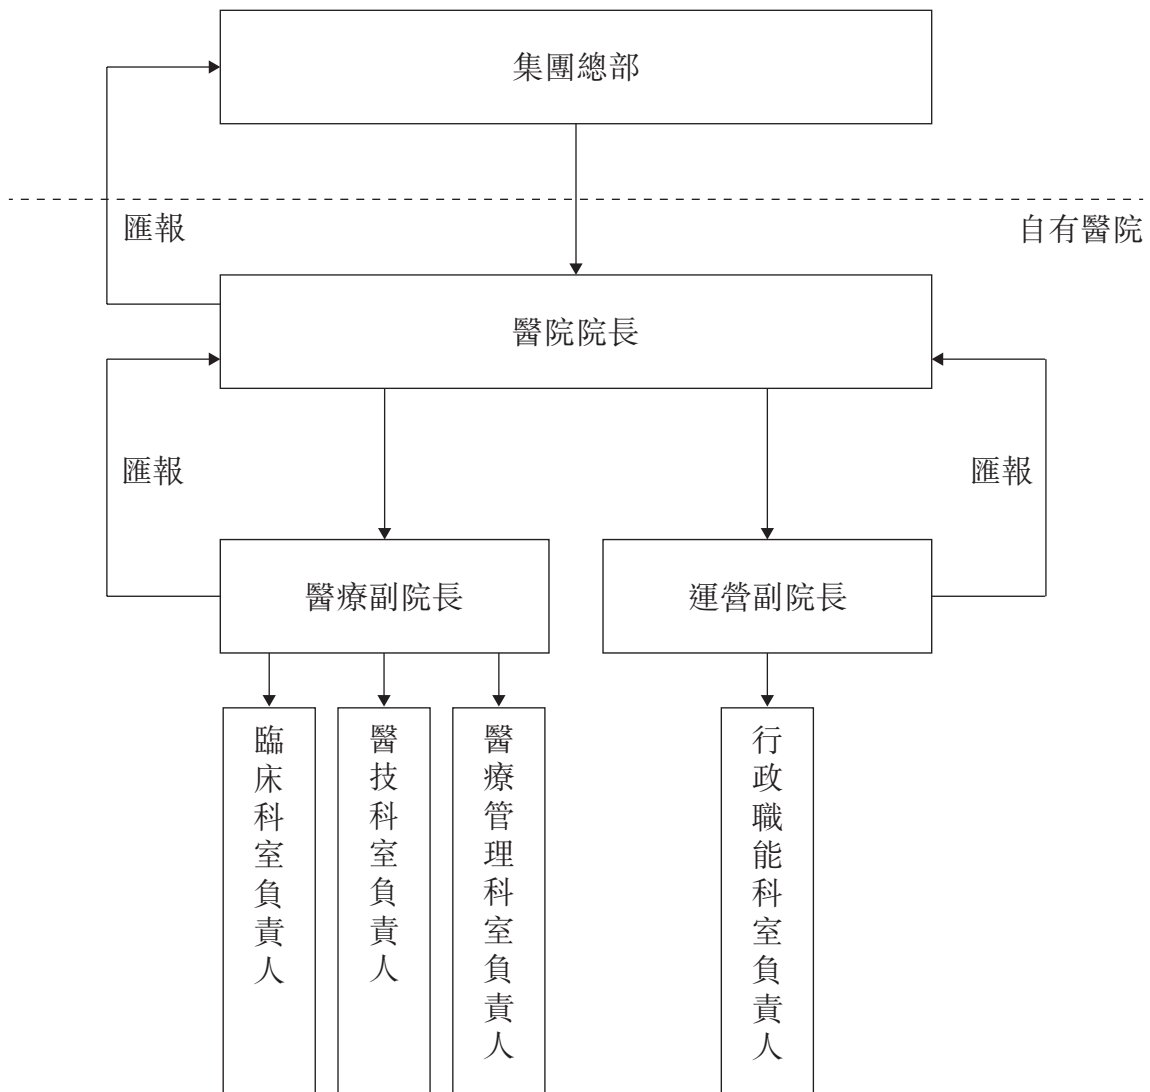 集團總部
匯報
自有醫院
醫院院長
匯報
匯報
醫療副院長
運營副院長
臨床科室負責人
醫技科室負責人
醫療管理科室負責人
行政職能科室負責人